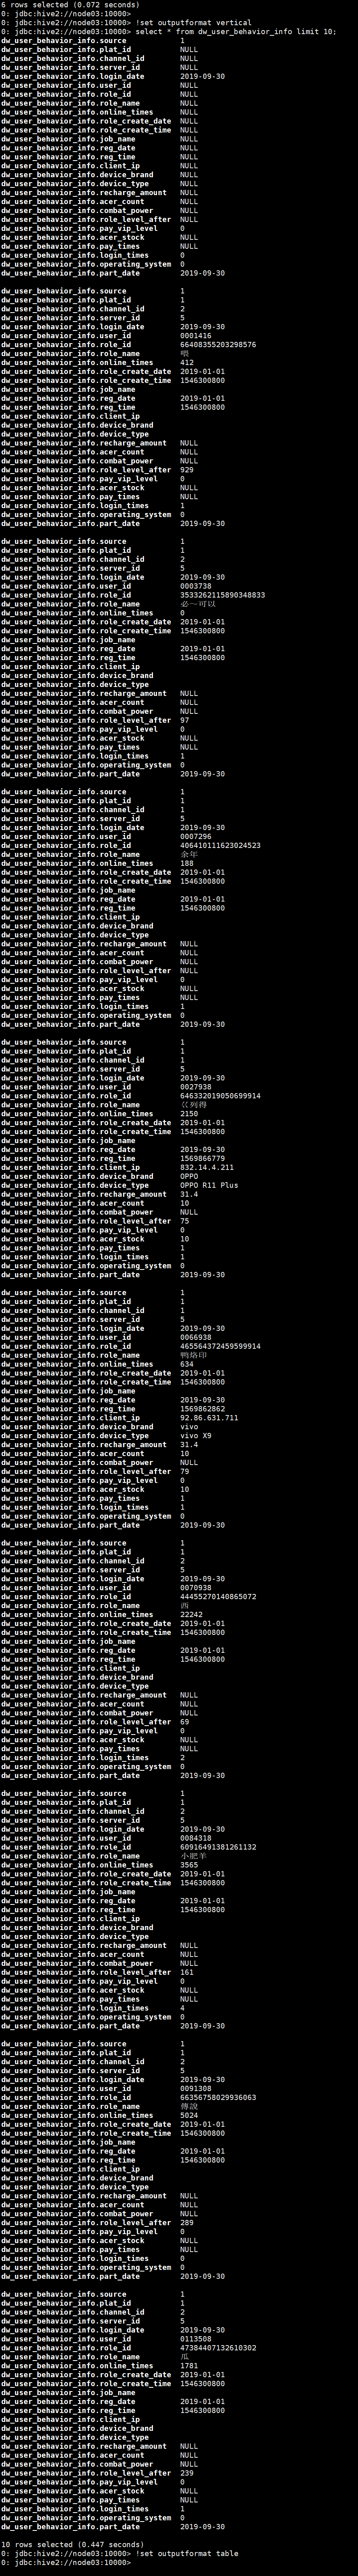 6 rows selected (0.072 seconds)
0: jdbc:hive2://node03:10000>
0: jdbc:hive2://node03:10000> !set outputformat vertical
0: jdbc:hive2://node03:10000> select * from dw_user_behavior_info limit 10;
dw_user_behavior_info.source 1
dw_user_behavior_info.plat_id NULL
dw_user_behavior_info.channel_id NULL
dw_user_behavior_info.server_id NULL
dw_user_behavior_info.login_date 2019-09-30
dw_user_behavior_info.user_id NULL
dw_user_behavior_info.role_id NULL
dw_user_behavior_info.role_name NULL
dw_user_behavior_info.online_times NULL
dw_user_behavior_info.role_create_date NULL
dw_user_behavior_info.role_create_time NULL
dw_user_behavior_info.job_name NULL
dw_user_behavior_info.reg_date NULL
dw_user_behavior_info.reg_time NULL
dw_user_behavior_info.client_ip NULL
dw_user_behavior_info.device_brand NULL
dw_user_behavior_info.device_type NULL
dw_user_behavior_info.recharge_amount NULL
dw_user_behavior_info.acer_count NULL
dw_user_behavior_info.combat_power NULL
dw_user_behavior_info.role_level_after NULL
dw_user_behavior_info.pay_vip_level 0
dw_user_behavior_info.acer_stock NULL
dw_user_behavior_info.pay_times NULL
dw_user_behavior_info.login_times 0
dw_user_behavior_info.operating_system 0
dw_user_behavior_info.part_date 2019-09-30
dw_user_behavior_info.source 1
dw_user_behavior_info.plat_id 1
dw_user_behavior_info.channel_id 2
dw_user_behavior_info.server_id 5
dw_user_behavior_info.login_date 2019-09-30
dw_user_behavior_info.user_id 0001416
dw_user_behavior_info.role_id 66408355203298576
dw_user_behavior_info.role_name
dw_user_behavior_info.online_times 412
dw_user_behavior_info.role_create_date 2019-01-01
dw_user_behavior_info.role_create_time 1546300800
dw_user_behavior_info.job_name
dw_user_behavior_info.reg_date 2019-01-01
dw_user_behavior_info.reg_time 1546300800
dw_user_behavior_info.client_ip
dw_user_behavior_info.device_brand
dw_user_behavior_info.device_type
dw_user_behavior_info.recharge_amount NULL
dw_user_behavior_info.acer_count NULL
dw_user_behavior_info.combat_power NULL
dw_user_behavior_info.role_level_after 929
dw_user_behavior_info.pay_vip_level 0
dw_user_behavior_info.acer_stock NULL
dw_user_behavior_info.pay_times NULL
dw_user_behavior_info.login_times 1
dw_user_behavior_info.operating_system 0
dw_user_behavior_info.part_date 2019-09-30
dw_user_behavior_info.source 1
dw_user_behavior_info.plat_id 1
dw_user_behavior_info.channel_id 2
dw_user_behavior_info.server_id 5
dw_user_behavior_info.login_date 2019-09-30
dw_user_behavior_info.user_id 0003738
dw_user_behavior_info.role_id 3533262115890348833
dw_user_behavior_info.role_name 必～可以
dw_user_behavior_info.online_times 0
dw_user_behavior_info.role_create_date 2019-01-01
dw_user_behavior_info.role_create_time 1546300800
dw_user_behavior_info.job_name
dw_user_behavior_info.reg_date 2019-01-01
dw_user_behavior_info.reg_time 1546300800
dw_user_behavior_info.client_ip
dw_user_behavior_info.device_brand
dw_user_behavior_info.device_type
dw_user_behavior_info.recharge_amount NULL
dw_user_behavior_info.acer_count NULL
dw_user_behavior_info.combat_power NULL
dw_user_behavior_info.role_level_after 97
dw_user_behavior_info.pay_vip_level 0
dw_user_behavior_info.acer_stock NULL
dw_user_behavior_info.pay_times NULL
dw_user_behavior_info.login_times 1
dw_user_behavior_info.operating_system 0
dw_user_behavior_info.part_date 2019-09-30
dw_user_behavior_info.source 1
dw_user_behavior_info.plat_id 1
dw_user_behavior_info.channel_id 1
dw_user_behavior_info.server_id 5
dw_user_behavior_info.login_date 2019-09-30
dw_user_behavior_info.user_id 0007296
dw_user_behavior_info.role_id 406410111623024523
dw_user_behavior_info.role_name 余年
dw_user_behavior_info.online_times 188
dw_user_behavior_info.role_create_date 2019-01-01
dw_user_behavior_info.role_create_time 1546300800
dw_user_behavior_info.job_name
dw_user_behavior_info.reg_date 2019-01-01
dw_user_behavior_info.reg_time 1546300800
dw_user_behavior_info.client_ip
dw_user_behavior_info.device_brand
dw_user_behavior_info.device_type
dw_user_behavior_info.recharge_amount NULL
dw_user_behavior_info.acer_count NULL
dw_user_behavior_info.combat_power NULL
dw_user_behavior_info.role_level_after NULL
dw_user_behavior_info.pay_vip_level 0
dw_user_behavior_info.acer_stock NULL
dw_user_behavior_info.pay_times NULL
dw_user_behavior_info.login_times 1
dw_user_behavior_info.operating_system 0
dw_user_behavior_info.part_date 2019-09-30
dw_user_behavior_info.source 1
dw_user_behavior_info.plat_id 1
dw_user_behavior_info.channel_id 1
dw_user_behavior_info.server_id 5
dw_user_behavior_info.login_date 2019-09-30
dw_user_behavior_info.user_id 0027938
dw_user_behavior_info.role_id 646332019050699914
dw_user_behavior_info.role_name
dw_user_behavior_info.online_times 2150
dw_user_behavior_info.role_create_date 2019-01-01
dw_user_behavior_info.role_create_time 1546300800
dw_user_behavior_info.job_name
dw_user_behavior_info.reg_date 2019-09-30
dw_user_behavior_info.reg_time 1569866779
dw_user_behavior_info.client_ip 832.14.4.211
dw_user_behavior_info.device_brand OPPO
dw_user_behavior_info.device_type OPPO R11 Plus
dw_user_behavior_info.recharge_amount 31.4
dw_user_behavior_info.acer_count 10
dw_user_behavior_info.combat_power NULL
dw_user_behavior_info.role_level_after 75
dw_user_behavior_info.pay_vip_level 0
dw_user_behavior_info.acer_stock 10
dw_user_behavior_info.pay_times 1
dw_user_behavior_info.login_times 1
dw_user_behavior_info.operating_system 0
dw_user_behavior_info.part_date 2019-09-30
dw_user_behavior_info.source 1
dw_user_behavior_info.plat_id 1
dw_user_behavior_info.channel_id 1
dw_user_behavior_info.server_id 5
dw_user_behavior_info.login_date 2019-09-30
dw_user_behavior_info.user_id 0066938
dw_user_behavior_info.role_id 465564372459599914
dw_user_behavior_info.role_name 鸭烙印
dw_user_behavior_info.online_times 634
dw_user_behavior_info.role_create_date 2019-01-01
dw_user_behavior_info.role_create_time 1546300800
dw_user_behavior_info.job_name
dw_user_behavior_info.reg_date 2019-09-30
dw_user_behavior_info.reg_time 1569862862
dw_user_behavior_info.client_ip 92.86.631.711
dw_user_behavior_info.device_brand vivo
dw_user_behavior_info.device_type vivo X9
dw_user_behavior_info.recharge_amount 31.4
dw_user_behavior_info.acer_count 10
dw_user_behavior_info.combat_power NULL
dw_user_behavior_info.role_level_after 79
dw_user_behavior_info.pay_vip_level 0
dw_user_behavior_info.acer_stock 10
dw_user_behavior_info.pay_times 1
dw_user_behavior_info.login_times 1
dw_user_behavior_info.operating_system 0
dw_user_behavior_info.part_date 2019-09-30
dw_user_behavior_info.source 1
dw_user_behavior_info.plat_id 1
dw_user_behavior_info.channel_id 2
dw_user_behavior_info.server_id 5
dw_user_behavior_info.login_date 2019-09-30
dw_user_behavior_info.user_id 0070938
dw_user_behavior_info.role_id 44455270140865072
dw_user_behavior_info.role_name 西
dw_user_behavior_info.online_times 22242
dw_user_behavior_info.role_create_date 2019-01-01
dw_user_behavior_info.role_create_time 1546300800
dw_user_behavior_info.job_name
dw_user_behavior_info.reg_date 2019-01-01
dw_user_behavior_info.reg_time 1546300800
dw_user_behavior_info.client_ip
dw_user_behavior_info.device_brand
dw_user_behavior_info.device_type
dw_user_behavior_info.recharge_amount NULL
dw_user_behavior_info.acer_count NULL
dw_user_behavior_info.combat_power NULL
dw_user_behavior_info.role_level_after 69
dw_user_behavior_info.pay_vip_level 0
dw_user_behavior_info.acer_stock NULL
dw_user_behavior_info.pay_times NULL
dw_user_behavior_info.login_times 2
dw_user_behavior_info.operating_system 0
dw_user_behavior_info.part_date 2019-09-30
dw_user_behavior_info.source 1
dw_user_behavior_info.plat_id 1
dw_user_behavior_info.channel_id 2
dw_user_behavior_info.server_id 5
dw_user_behavior_info.login_date 2019-09-30
dw_user_behavior_info.user_id 0084318
dw_user_behavior_info.role_id 60916491381261132
dw_user_behavior_info.role_name 小肥羊
dw_user_behavior_info.online_times 3565
dw_user_behavior_info.role_create_date 2019-01-01
dw_user_behavior_info.role_create_time 1546300800
dw_user_behavior_info.job_name
dw_user_behavior_info.reg_date 2019-01-01
dw_user_behavior_info.reg_time 1546300800
dw_user_behavior_info.client_ip
dw_user_behavior_info.device_brand
dw_user_behavior_info.device_type
dw_user_behavior_info.recharge_amount NULL
dw_user_behavior_info.acer_count NULL
dw_user_behavior_info.combat_power NULL
dw_user_behavior_info.role_level_after 161
dw_user_behavior_info.pay_vip_level 0
dw_user_behavior_info.acer_stock NULL
dw_user_behavior_info.pay_times NULL
dw_user_behavior_info.login_times 4
dw_user_behavior_info.operating_system 0
dw_user_behavior_info.part_date 2019-09-30
dw_user_behavior_info.source 1
dw_user_behavior_info.plat_id 1
dw_user_behavior_info.channel_id 2
dw_user_behavior_info.server_id 5
dw_user_behavior_info.login_date 2019-09-30
dw_user_behavior_info.user_id 0091308
dw_user_behavior_info.role_id 66356758029936063
dw_user_behavior_info.role_name 傳說
dw_user_behavior_info.online_times 5024
dw_user_behavior_info.role_create_date 2019-01-01
dw_user_behavior_info.role_create_time 1546300800
dw_user_behavior_info.job_name
dw_user_behavior_info.reg_date 2019-01-01
dw_user_behavior_info.reg_time 1546300800
dw_user_behavior_info.client_ip
dw_user_behavior_info.device_brand
dw_user_behavior_info.device_type
dw_user_behavior_info.recharge_amount NULL
dw_user_behavior_info.acer_count NULL
dw_user_behavior_info.combat_power NULL
dw_user_behavior_info.role_level_after 289
dw_user_behavior_info.pay_vip_level 0
dw_user_behavior_info.acer_stock NULL
dw_user_behavior_info.pay_times NULL
dw_user_behavior_info.login_times 0
dw_user_behavior_info.operating_system 0
dw_user_behavior_info.part_date 2019-09-30
dw_user_behavior_info.source 1
dw_user_behavior_info.plat_id 1
dw_user_behavior_info.channel_id 2
dw_user_behavior_info.server_id 5
dw_user_behavior_info.login_date 2019-09-30
dw_user_behavior_info.user_id 0113508
dw_user_behavior_info.role_id 47384407132610302
dw_user_behavior_info.role_name 瓜
dw_user_behavior_info.online_times 1781
dw_user_behavior_info.role_create_date 2019-01-01
dw_user_behavior_info.role_create_time 1546300800
dw_user_behavior_info.job_name
dw_user_behavior_info.reg_date 2019-01-01
dw_user_behavior_info.reg_time 1546300800
dw_user_behavior_info.client_ip
dw_user_behavior_info.device_brand
dw_user_behavior_info.device_type
dw_user_behavior_info.recharge_amount NULL
dw_user_behavior_info.acer_count NULL
dw_user_behavior_info.combat_power NULL
dw_user_behavior_info.role_level_after 239
dw_user_behavior_info.pay_vip_level 0
dw_user_behavior_info.acer_stock NULL
dw_user_behavior_info.pay_times NULL
dw_user_behavior_info.login_times 1
dw_user_behavior_info.operating_system 0
dw_user_behavior_info.part_date 2019-09-30
10 rows selected (0.447 seconds)
0: jdbc:hive2://node03:10000> !set outputformat table
0: jdbc:hive2://node03:10000>